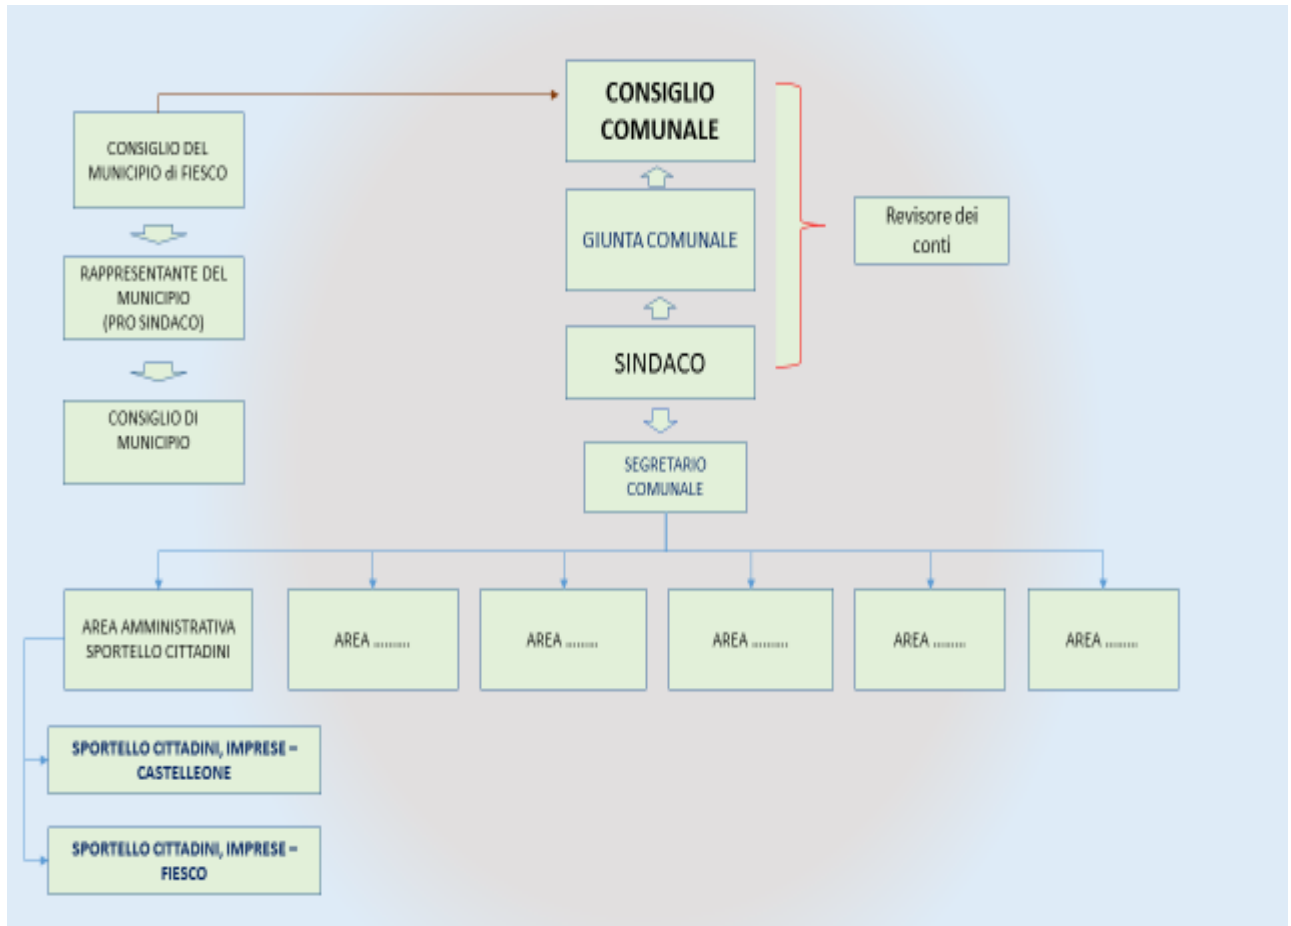 CONSIGLIO
COMUNALE
CONSIGLIO DEL
MUNICIPIO di FIESCO
GIUNTA COMUNALE
Revisore dei
conti
RAPPRESENTANTE DEL
MUNICIPIO
(PRO SINDACO)
SINDACO
CONSIGLIO DI
MUNICIPIO
SEGRETARIO
COMUNALE
AREA AMMINISTRATIVA
SPORTELLO CITTADINI
AREA .........
AREA ........
AREA .........
AREA ........
AREA ........
SPORTELLO CITTADINI, IMPRESE –
CASTELLEONE
SPORTELLO CITTADINI, IMPRESE –
FIESCO